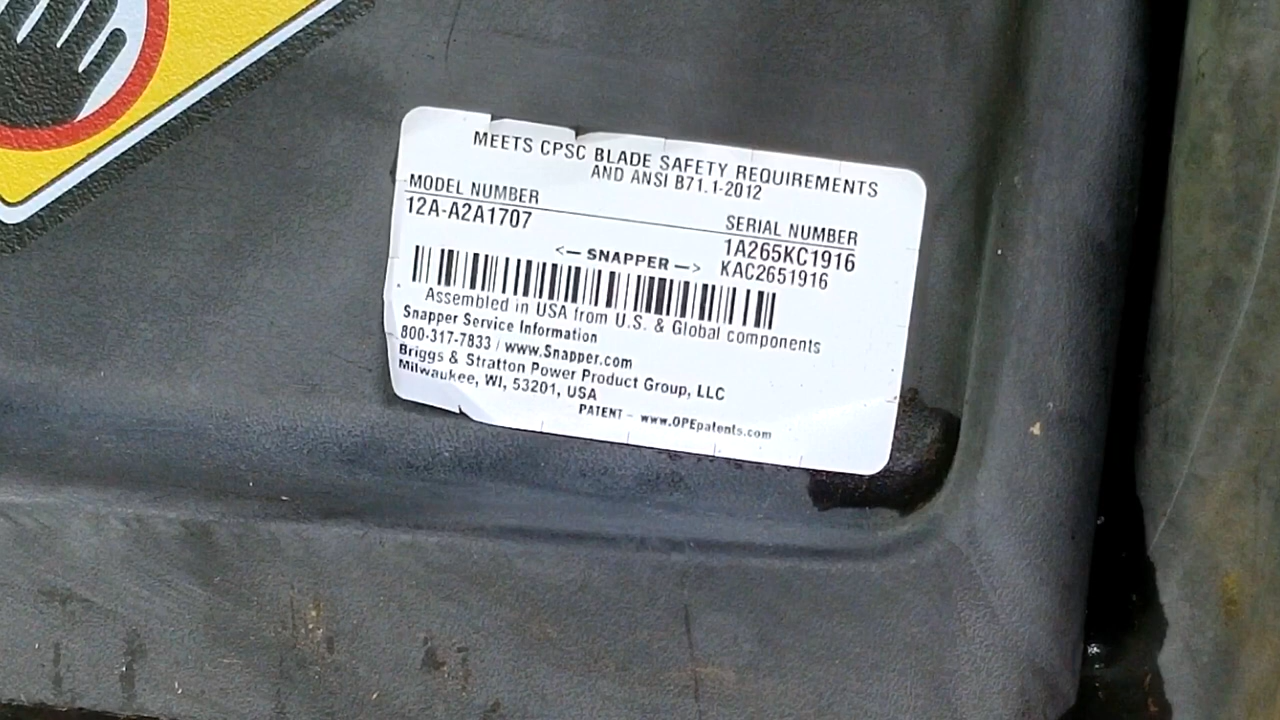 MEETS CPSC BLADE SAFETY REQUIREMENTS
AND ANSI B71.1-2012
MODEL NUMBER
12A-A2A1707
SERIAL NUMBER
1A265KC1916
KAC2651916
<— SNAPPER —>
Assembled in USA from U.S. & Global components
Snapper Service Information
800-317-7833 / www.Snapper.com
Briggs & Stratton Power Product Group, LLC
Milwaukee, WI, 53201, USA
PATENT - www.OPEpatents.com